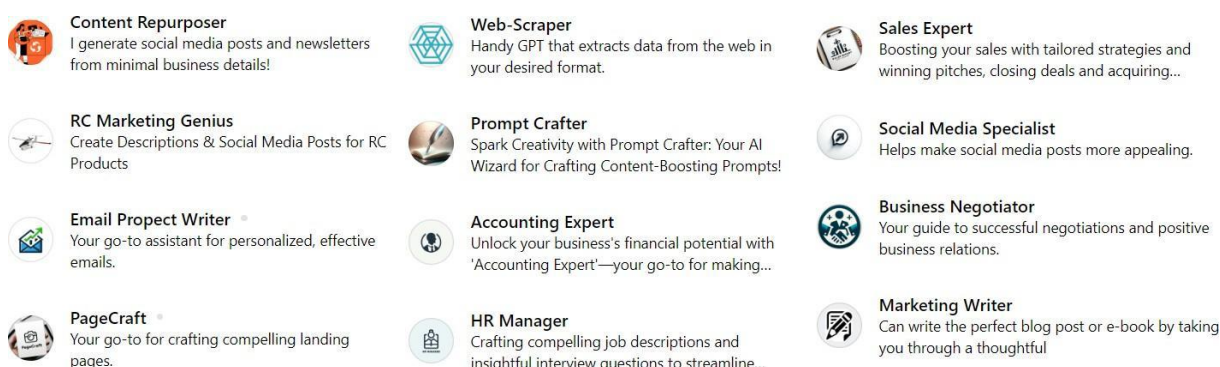 Content Repurposer
I generate social media posts and newsletters
from minimal business details!
RC Marketing Genius
Create Descriptions & Social Media Posts for RC
Products
Email Propect Writer
Your go-to assistant for personalized, effective
emails.
PageCraft
Your go-to for crafting compelling landing
pages.
Web-Scraper
Handy GPT that extracts data from the web in
your desired format.
Prompt Crafter
Spark Creativity with Prompt Crafter: Your AI
Wizard for Crafting Content-Boosting Prompts!
Accounting Expert
Unlock your business's financial potential with
'Accounting Expert'—your go-to for making...
HR Manager
Crafting compelling job descriptions and
insightful interview questions to streamline...
Sales Expert
Boosting your sales with tailored strategies and
winning pitches, closing deals and acquiring...
Social Media Specialist
Helps make social media posts more appealing.
Business Negotiator
Your guide to successful negotiations and positive
business relations.
Marketing Writer
Can write the perfect blog post or e-book by taking
you through a thoughtful